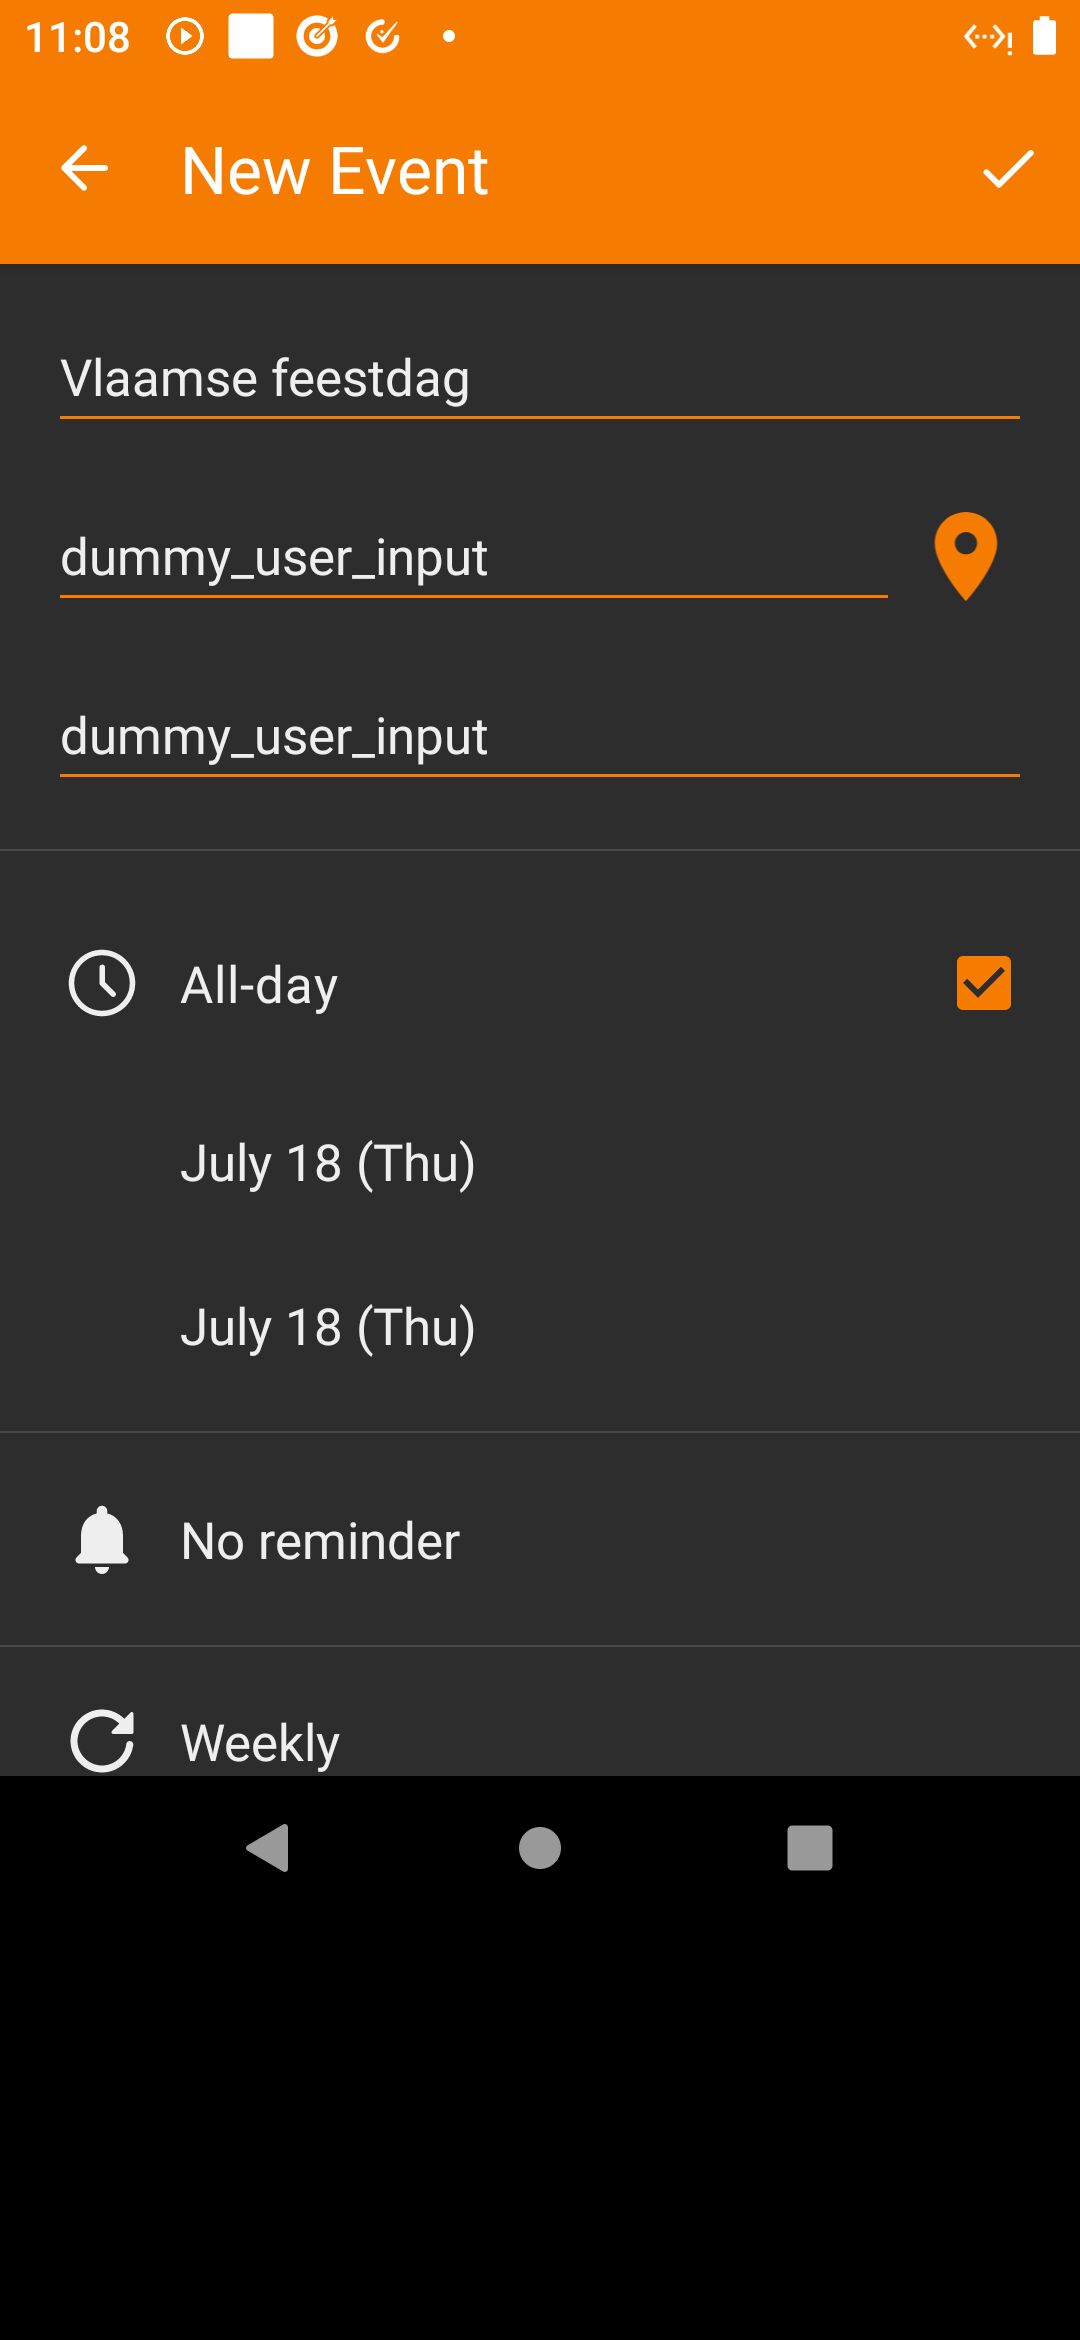 11:08
New Event
Vlaamse feestdag
dummy_user_input
dummy_user_input
All-day
July 18 (Thu)
July 18 (Thu)
No reminder
Weekly